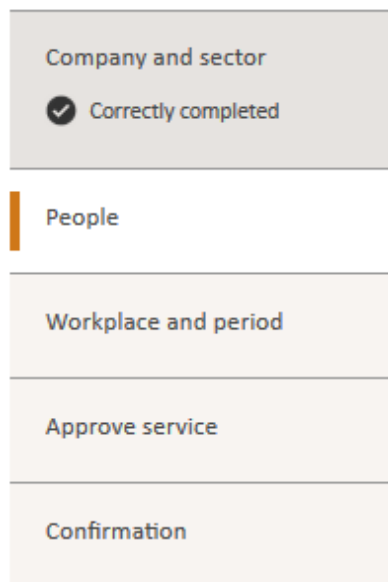 Company and sector
Correctly completed
People
Workplace and period
Approve service
Confirmation